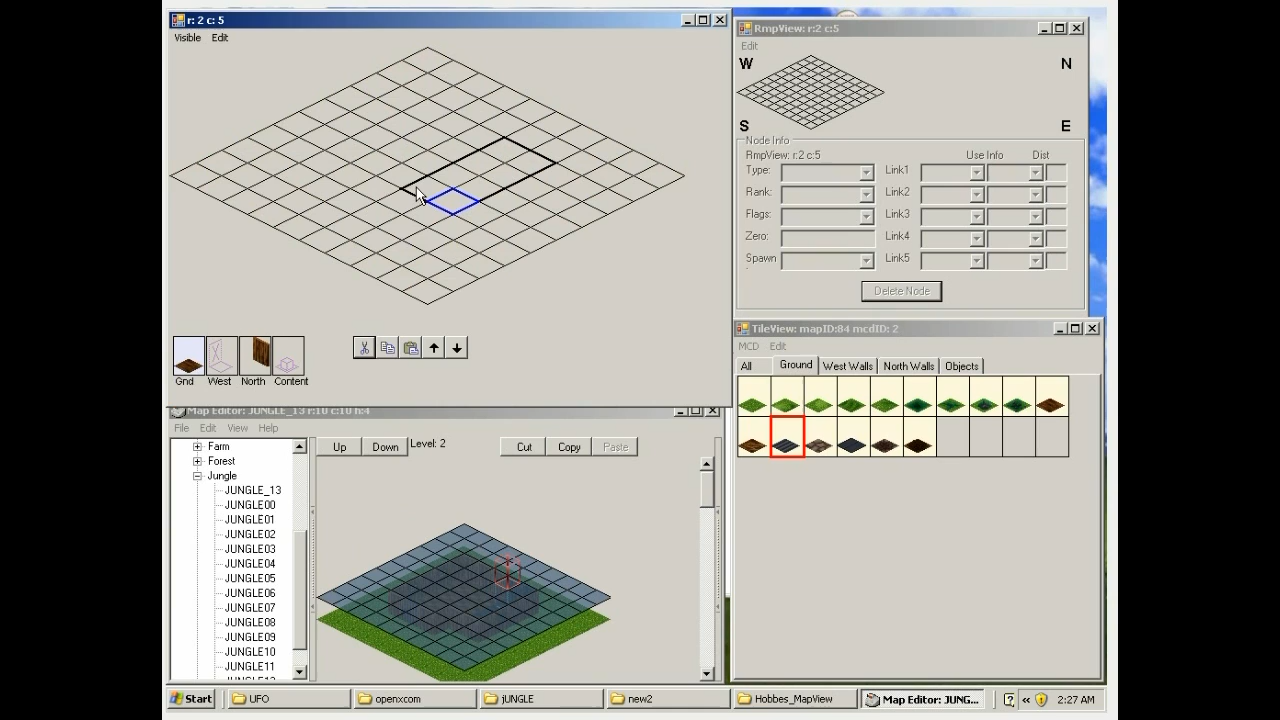 r: 2 c: 5
Visible Edit
Gnd West North Content
RmpView: r:2 c:5
Edit
W N
S E
Node Info
RmpView: r:2 c:5 Use Info Dist
Type: Link1
Rank: Link2
Flags: Link3
Zero: Link4
Spawn Link5
Delete Node
TileView: mapID:84 mcdID: 2
MCD Edit
All Ground West Walls North Walls Objects
Map Editor: JUNGLE_13 r:10 c:10 h:4
File Edit View Help
Up Down Level: 2 Cut Copy Paste
Farm
Forest
Jungle
JUNGLE_13
JUNGLE00
JUNGLE01
JUNGLE02
JUNGLE03
JUNGLE04
JUNGLE05
JUNGLE06
JUNGLE07
JUNGLE08
JUNGLE09
JUNGLE10
JUNGLE11
Start UFO openxcom jUNGLE new2 Hobbes_MapView Map Editor: JUNG... « 2:27 AM